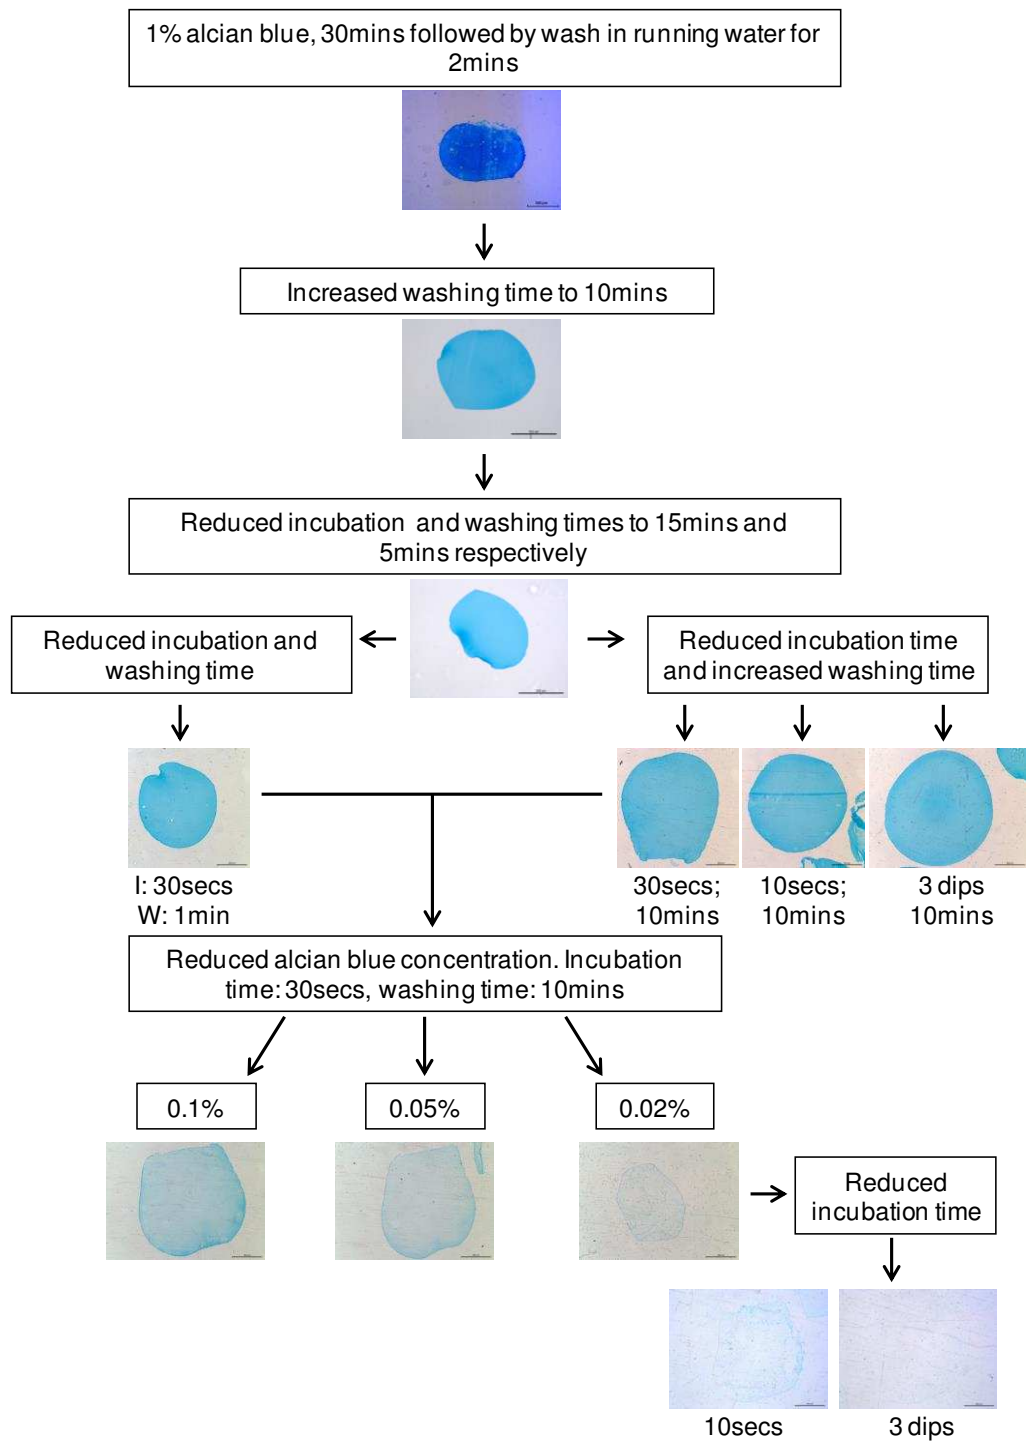 1% alcian blue, 30mins followed by wash in running water for
2mins
Increased washing time to 10mins
Reduced incubation and washing times to 15mins and
5mins respectively
Reduced incubation and
washing time
Reduced incubation time
and increased washing time
I: 30secs
W: 1min
30secs;
10mins
10secs;
10mins
3 dips
10mins
Reduced alcian blue concentration. Incubation
time: 30secs, washing time: 10mins
0.1%
0.05%
0.02%
Reduced
incubation time
10secs
3 dips